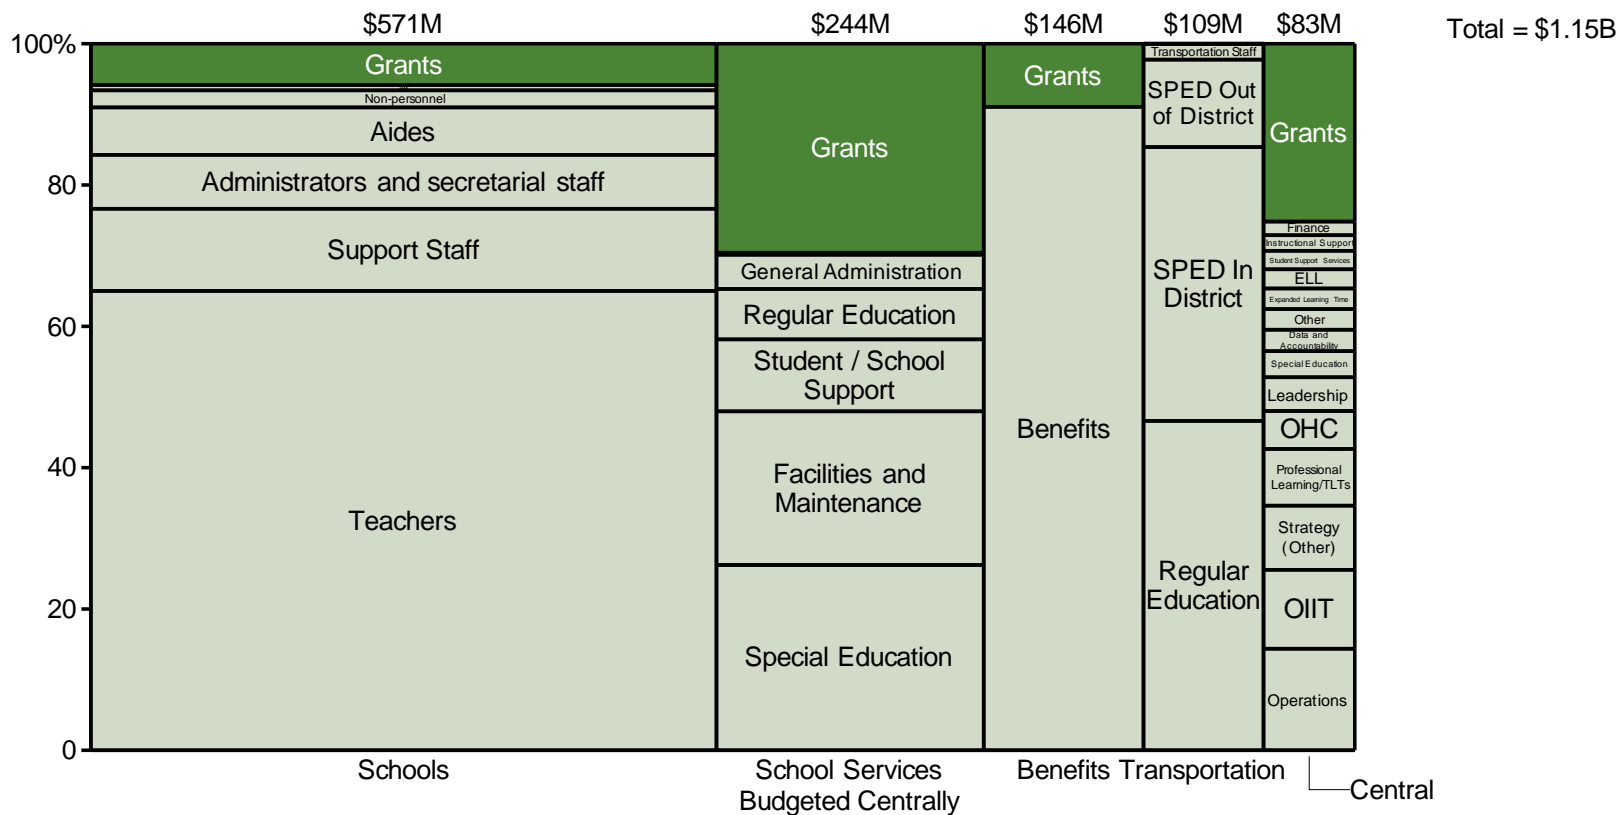 $571M
$244M
$146M
$109M
$83M
Total = $1.15B
100%
80
60
40
20
0
Grants
Non-personnel
Aides
Administrators and secretarial staff
Support Staff
Teachers
Grants
General Administration
Regular Education
Student / School
Support
Facilities and
Maintenance
Special Education
Grants
Benefits
Transportation Staff
SPED Out
of District
SPED In
District
Regular
Education
Grants
Finance
Instructional Support
Student Support Services
ELL
Expanded Learning Time
Other
Data and
Accountability
Special Education
Leadership
OHC
Professional
Learning/TLTs
Strategy
(Other)
OIIT
Operations
Schools
School Services
Budgeted Centrally
Benefits
Transportation
Central